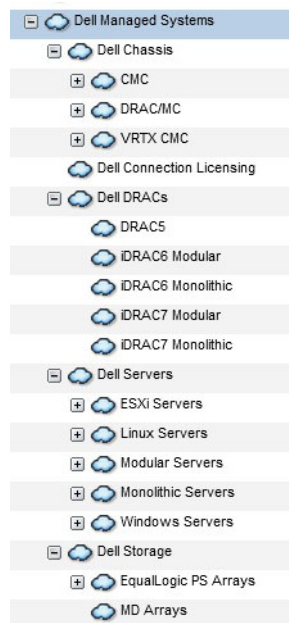 Dell Managed Systems
Dell Chassis
CMC
DRAC/MC
VRTX CMC
Dell Connection Licensing
Dell DRACs
DRAC5
iDRAC6 Modular
iDRAC6 Monolithic
iDRAC7 Modular
iDRAC7 Monolithic
Dell Servers
ESXi Servers
Linux Servers
Modular Servers
Monolithic Servers
Windows Servers
Dell Storage
EqualLogic PS Arrays
MD Arrays